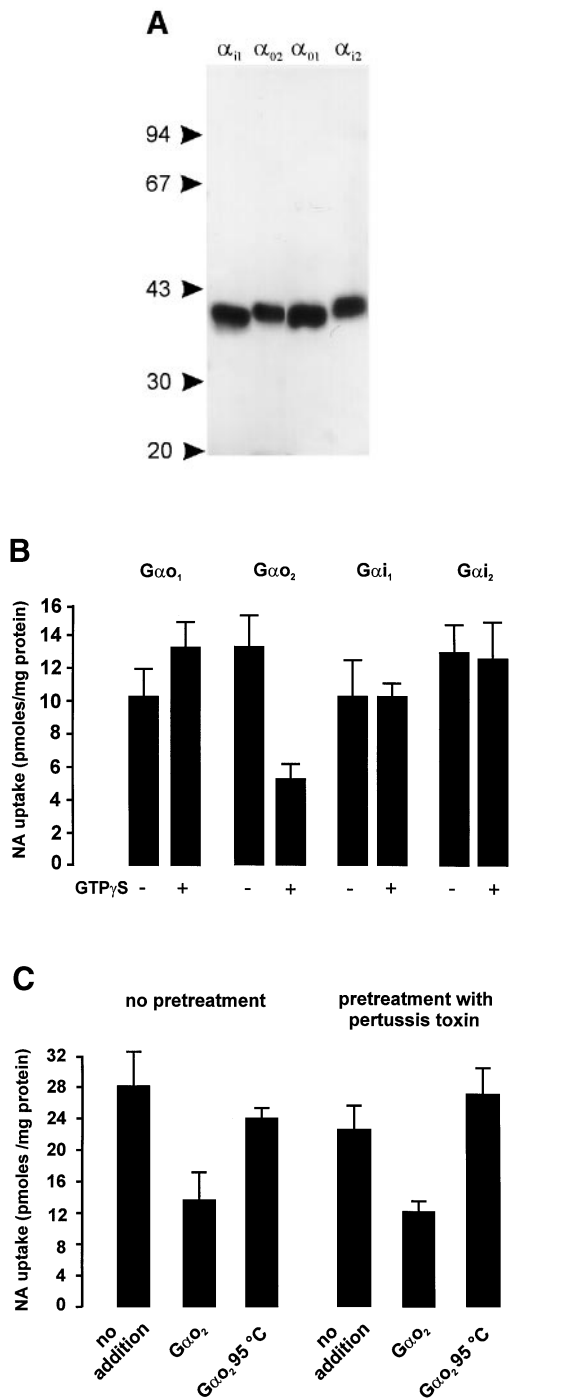 A
αi1 α02 α01 αi2
94
67
43
30
20
B
Gαo1 Gαo2 Gαi1 Gαi2
NA uptake (pmoles/mg protein)
16
14
12
10
8
6
4
2
0
GTPγS - + - + - + - +
C
no pretreatment
pretreatment with
pertussis toxin
NA uptake (pmoles /mg protein)
32
28
24
20
16
12
8
4
0
no
addition
Gαo2
Gαo2 95 °C
no
addition
Gαo2
Gαo2 95 °C